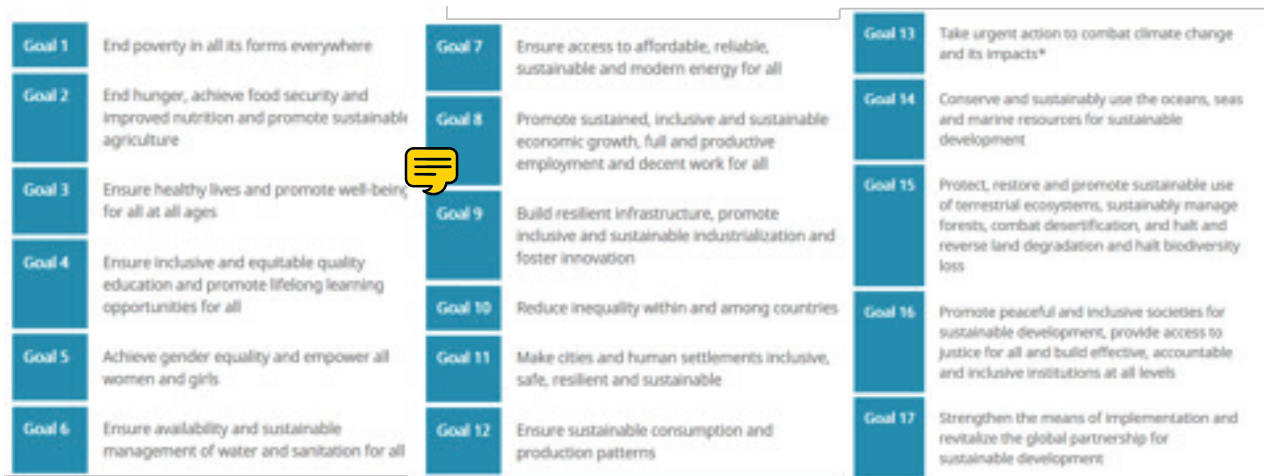 Goal 1
End poverty in all its forms everywhere
Goal 2
End hunger, achieve food security and
improved nutrition and promote sustainable
agriculture
Goal 3
Ensure healthy lives and promote well-being
for all at all ages
Goal 4
Ensure inclusive and equitable quality
education and promote lifelong learning
opportunities for all
Goal 5
Achieve gender equality and empower all
women and girls
Goal 6
Ensure availability and sustainable
management of water and sanitation for all
Goal 7
Ensure access to affordable, reliable,
sustainable and modern energy for all
Goal 8
Promote sustained, inclusive and sustainable
economic growth, full and productive
employment and decent work for all
Goal 9
Build resilient infrastructure, promote
inclusive and sustainable industrialization and
foster innovation
Goal 10
Reduce inequality within and among countries
Goal 11
Make cities and human settlements inclusive,
safe, resilient and sustainable
Goal 12
Ensure sustainable consumption and
production patterns
Goal 13
Take urgent action to combat climate change
and its impacts*
Goal 14
Conserve and sustainably use the oceans, seas
and marine resources for sustainable
development
Goal 15
Protect, restore and promote sustainable use
of terrestrial ecosystems, sustainably manage
forests, combat desertification, and halt and
reverse land degradation and halt biodiversity
loss
Goal 16
Promote peaceful and inclusive societies for
sustainable development, provide access to
justice for all and build effective, accountable
and inclusive institutions at all levels
Goal 17
Strengthen the means of implementation and
revitalize the global partnership for
sustainable development